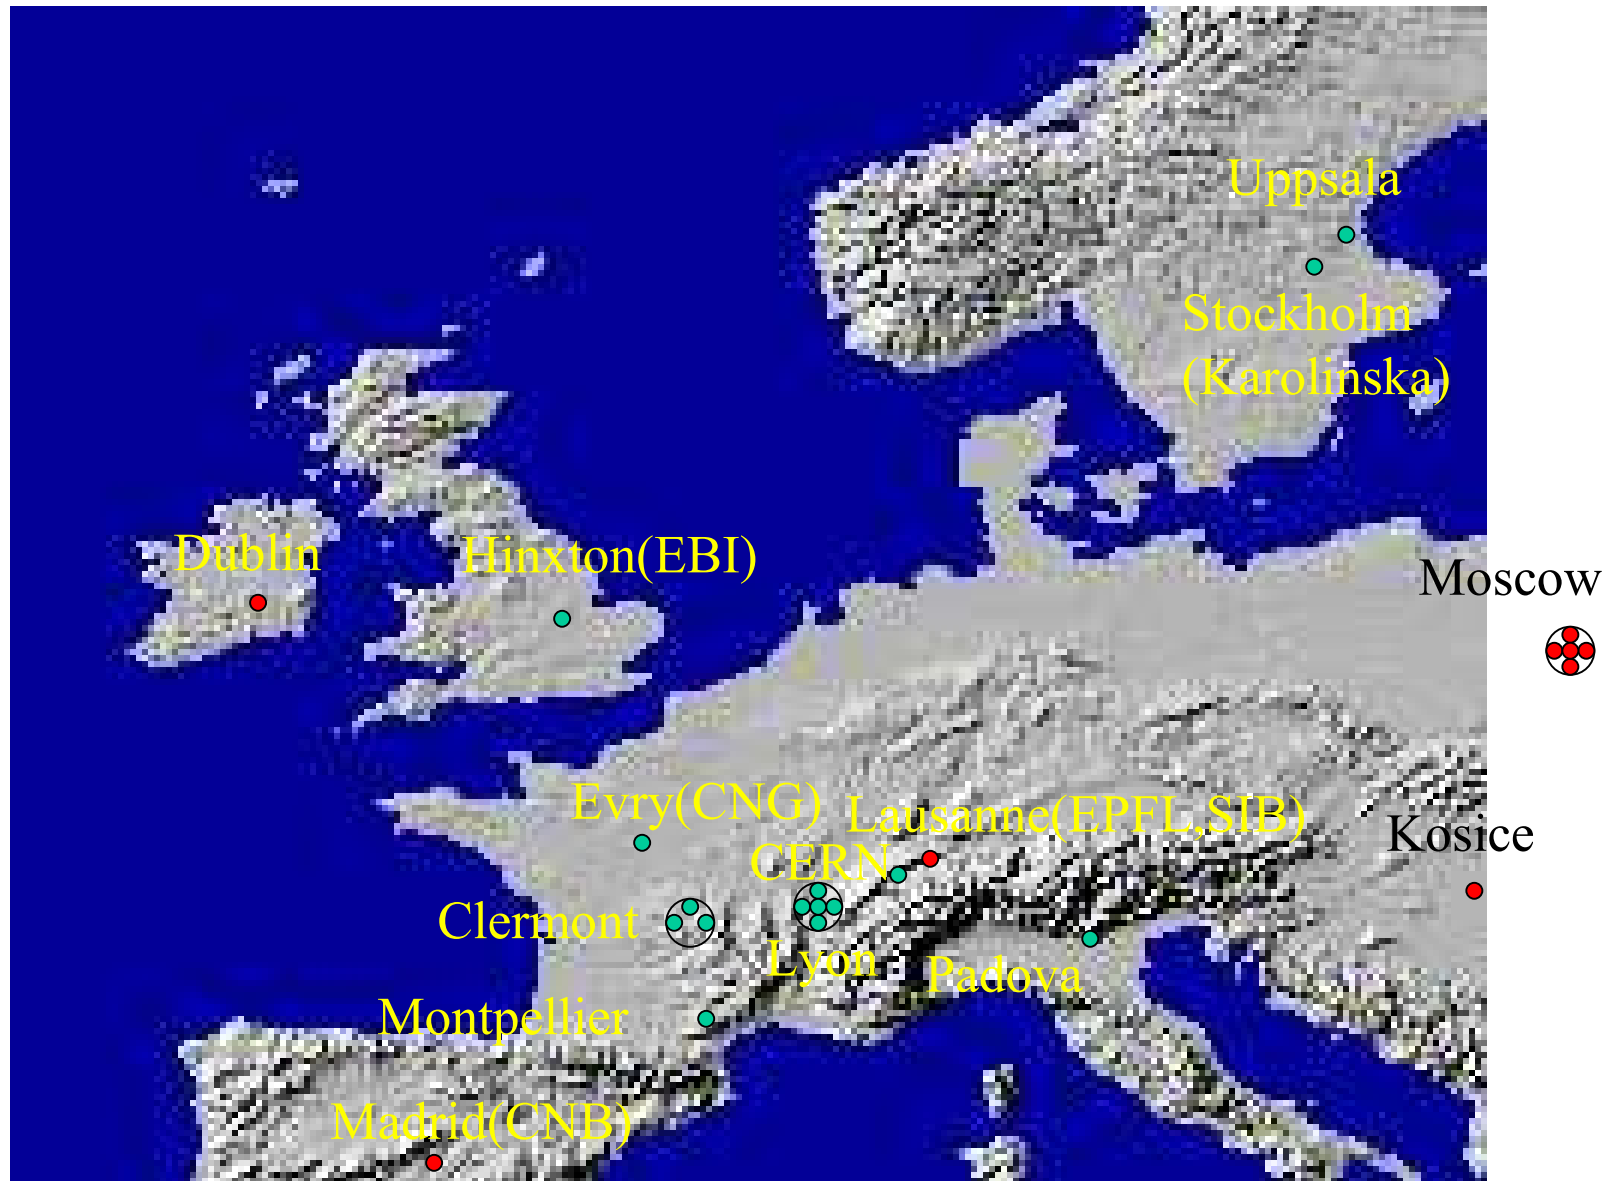 Uppsala
Stockholm
(Karolinska)
Dublin
Hinxton(EBI)
Moscow
Evry(CNG)
Lausanne(EPFL,SIB)
Kosice
CERN
Clermont
Lyon
Padova
Montpellier
Madrid(CNB)